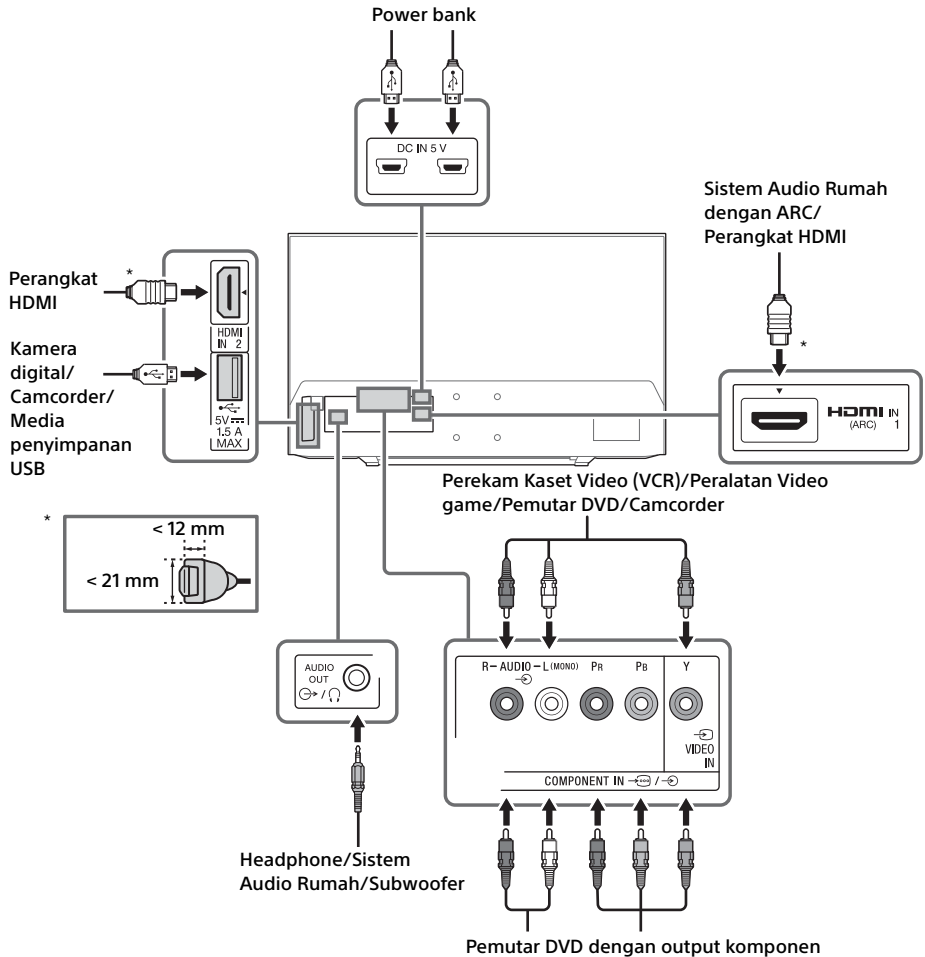 Power bank
DC IN 5 V
Sistem Audio Rumah
dengan ARC/
Perangkat HDMI
*
Perangkat
HDMI
*
HDMI
IN 2
Kamera
digital/
Camcorder/
Media
penyimpanan
USB
5V
1.5 A
MAX
HDMI IN
(ARC) 1
Perekam Kaset Video (VCR)/Peralatan Video
game/Pemutar DVD/Camcorder
*
< 12 mm
< 21 mm
AUDIO
OUT
/
R–AUDIO–L (MONO) PR PB Y
VIDEO
IN
COMPONENT IN /
Headphone/Sistem
Audio Rumah/Subwoofer
Pemutar DVD dengan output komponen